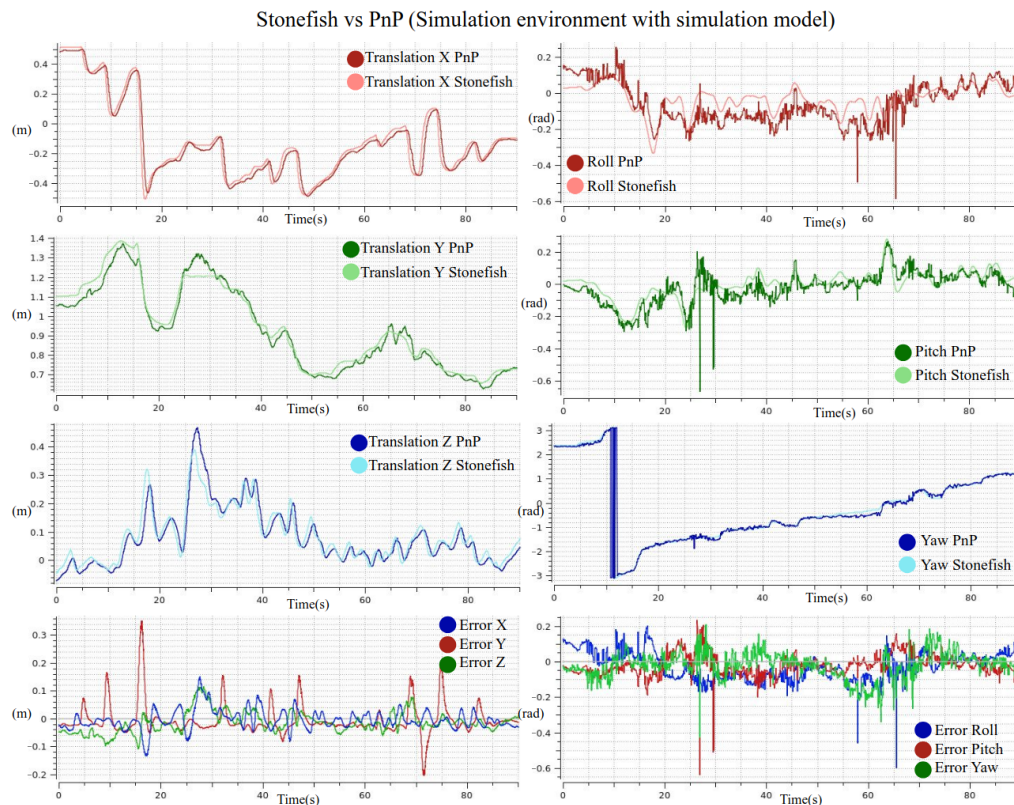 Stonefish vs PnP (Simulation environment with simulation model)
Translation X PnP
Translation X Stonefish
0.4
0.2
0
-0.2
-0.4
(m)
0
20
40
60
80
Time(s)
Roll PnP
Roll Stonefish
0.2
0
-0.2
-0.4
-0.6
(rad)
0
20
40
60
80
Time(s)
Translation Y PnP
Translation Y Stonefish
1.4
1.3
1.2
1.1
1
0.9
0.8
0.7
(m)
0
20
40
60
80
Time(s)
Pitch PnP
Pitch Stonefish
0.2
0
-0.2
-0.4
-0.6
(rad)
0
20
40
60
80
Time(s)
Translation Z PnP
Translation Z Stonefish
0.4
0.3
0.2
0.1
0
(m)
0
20
40
60
80
Time(s)
Yaw PnP
Yaw Stonefish
3
2
1
0
-1
-2
-3
(rad)
0
20
40
60
80
Time(s)
Error X
Error Y
Error Z
0.3
0.2
0.1
0
-0.1
-0.2
(m)
0
20
40
60
80
Time(s)
Error Roll
Error Pitch
Error Yaw
0.2
0
-0.2
-0.4
-0.6
(rad)
0
20
40
60
80
Time(s)